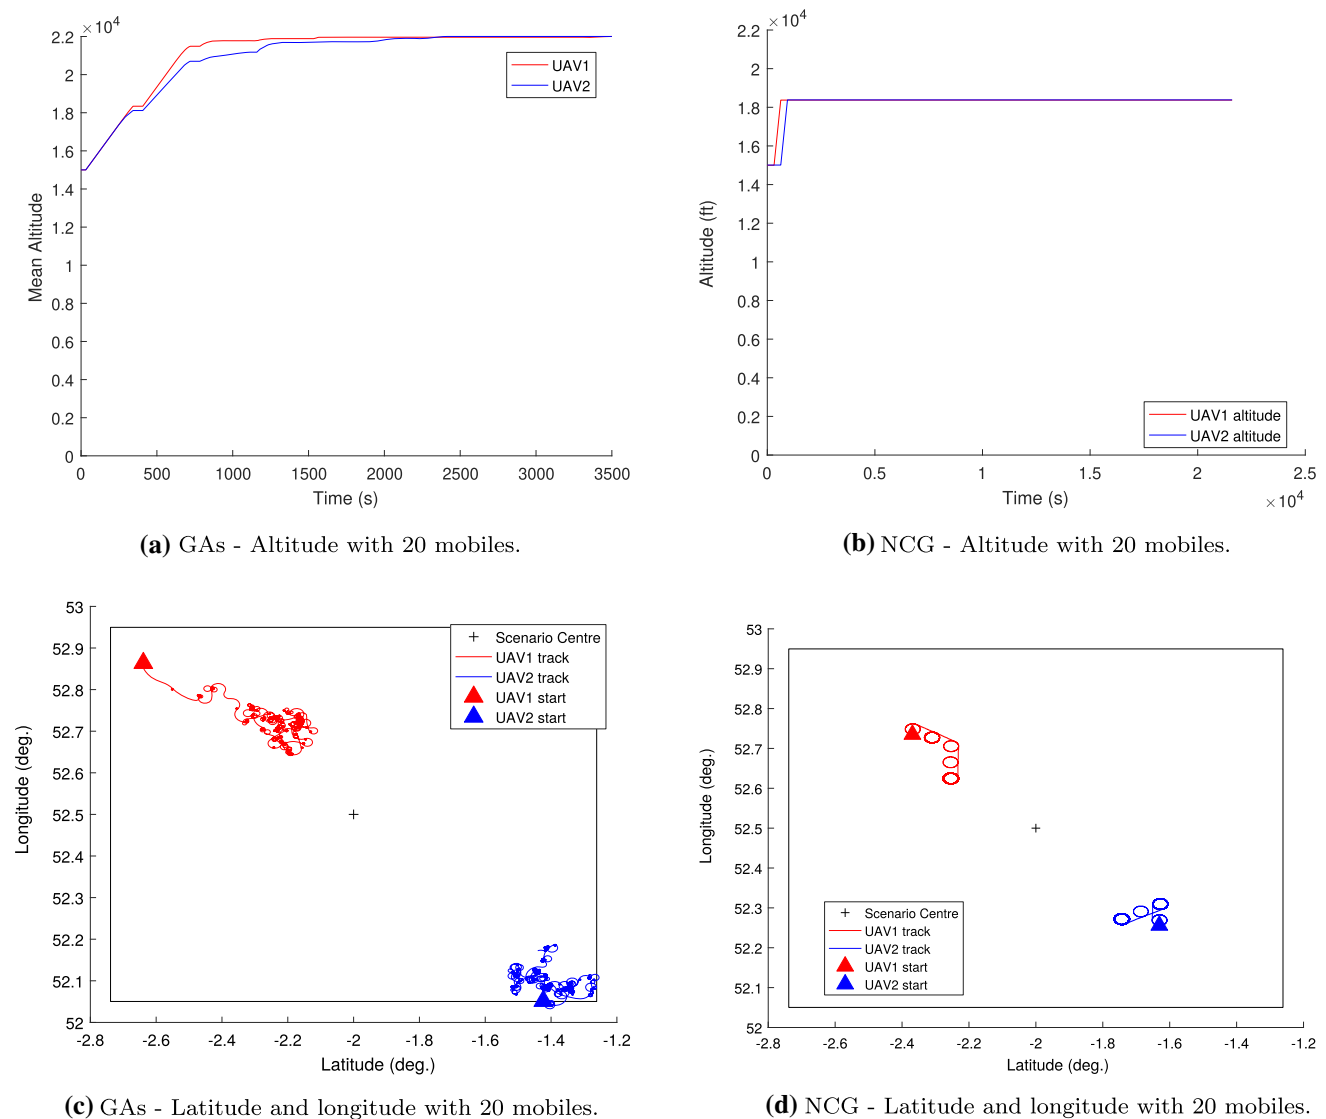 ×10^4
2.2
2
1.8
1.6
1.4
1.2
1
0.8
0.6
0.4
0.2
0
Mean Altitude
UAV1
UAV2
0 500 1000 1500 2000 2500 3000 3500
Time (s)
(a) GAs - Altitude with 20 mobiles.
×10^4
2.2
2
1.8
1.6
1.4
1.2
1
0.8
0.6
0.4
0.2
0
Altitude (ft)
UAV1 altitude
UAV2 altitude
0 0.5 1 1.5 2 2.5
Time (s)
×10^4
(b) NCG - Altitude with 20 mobiles.
53
52.9
52.8
52.7
52.6
52.5
52.4
52.3
52.2
52.1
52
Longitude (deg.)
Scenario Centre
UAV1 track
UAV2 track
UAV1 start
UAV2 start
-2.8 -2.6 -2.4 -2.2 -2 -1.8 -1.6 -1.4 -1.2
Latitude (deg.)
(c) GAs - Latitude and longitude with 20 mobiles.
53
52.9
52.8
52.7
52.6
52.5
52.4
52.3
52.2
52.1
52
Longitude (deg.)
Scenario Centre
UAV1 track
UAV2 track
UAV1 start
UAV2 start
-2.8 -2.6 -2.4 -2.2 -2 -1.8 -1.6 -1.4 -1.2
Latitude (deg.)
(d) NCG - Latitude and longitude with 20 mobiles.